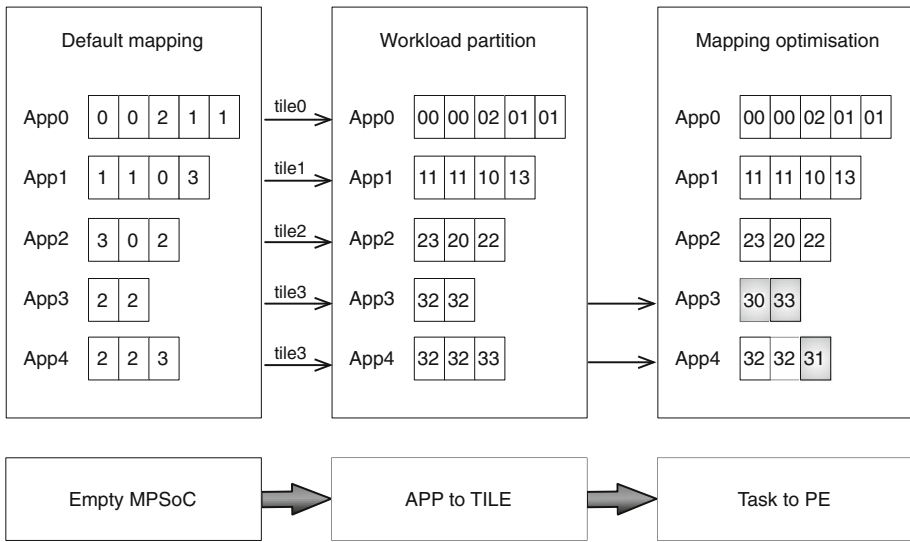 Default mapping
Workload partition
Mapping optimisation
App0 0 0 2 1 1 tile0 App0 00 00 02 01 01 App0 00 00 02 01 01
App1 1 1 0 3 tile1 App1 11 11 10 13 App1 11 11 10 13
App2 3 0 2 tile2 App2 23 20 22 App2 23 20 22
App3 2 2 tile3 App3 32 32 App3 30 33
App4 2 2 3 tile3 App4 32 32 33 App4 32 32 31
Empty MPSoC
APP to TILE
Task to PE